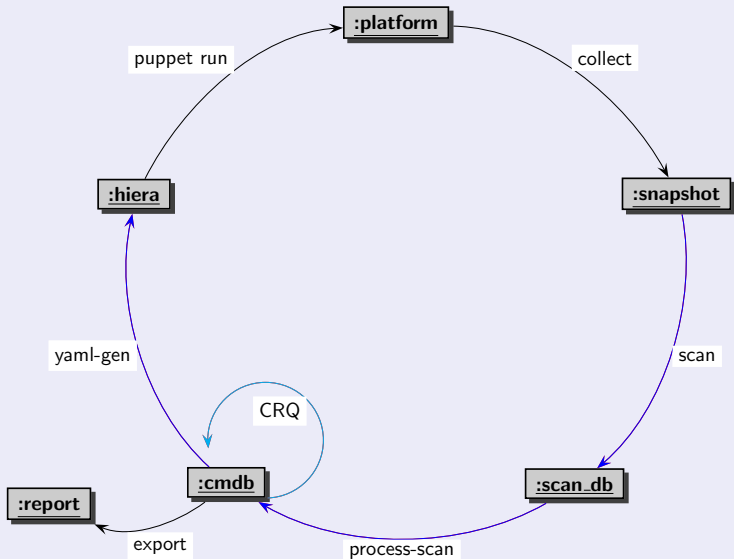 :platform
puppet run
collect
:hiera
:snapshot
yaml-gen
scan
CRQ
:cmdb
:scan_db
:report
export
process-scan